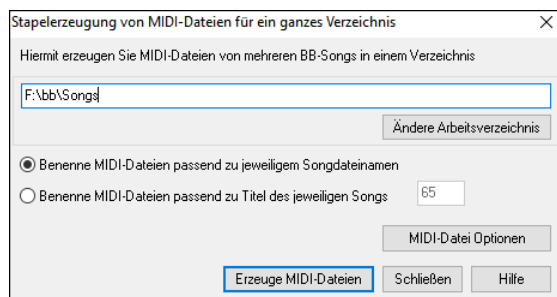 Stapelerzeugung von MIDI-Dateien für ein ganzes Verzeichnis
Hiermit erzeugen Sie MIDI-Dateien von mehreren BB-Songs in einem Verzeichnis
F:\bb\Songs
Ändere Arbeitsverzeichnis
Benenne MIDI-Dateien passend zu jeweiligem Songdateinamen
Benenne MIDI-Dateien passend zu Titel des jeweiligen Songs 65
MIDI-Datei Optionen
Erzeuge MIDI-Dateien Schließen Hilfe